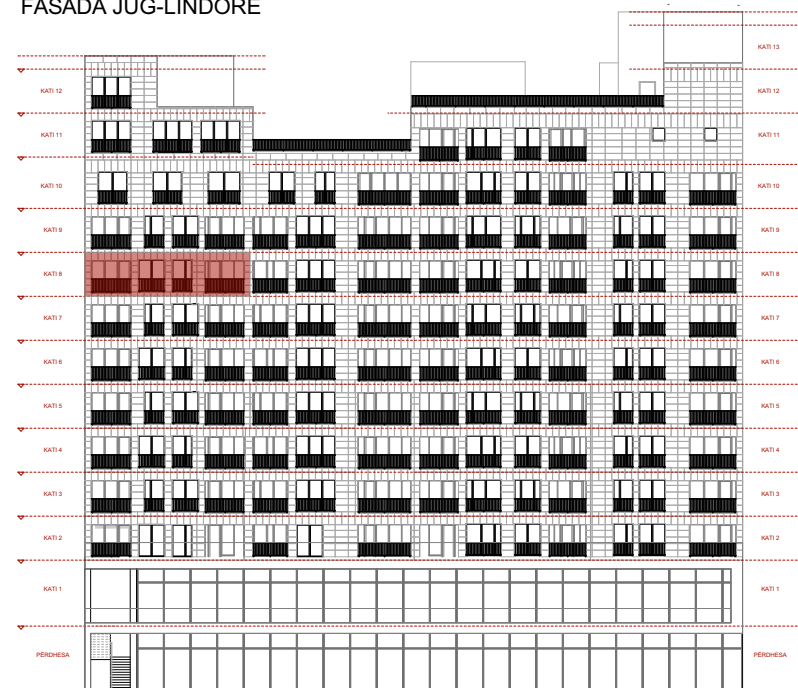 FASADA JUG-LINDORE
KATI 13
KATI 12 KATI 12
KATI 11 KATI 11
KATI 10 KATI 10
KATI 9 KATI 9
KATI 8 KATI 8
KATI 7 KATI 7
KATI 6 KATI 6
KATI 5 KATI 5
KATI 4 KATI 4
KATI 3 KATI 3
KATI 2 KATI 2
KATI 1 KATI 1
PËRDHESA PËRDHESA